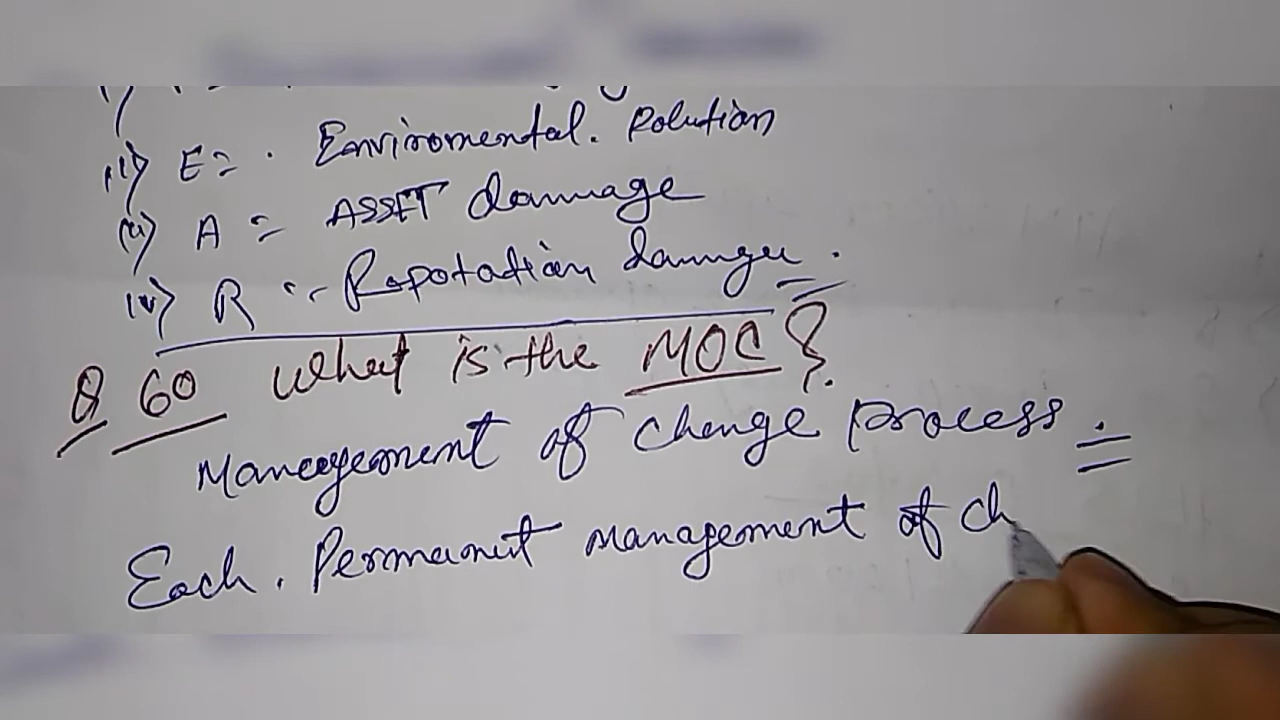 ii) E = . Enviromental. Polution
iii) A = ASSET damage
iv) R = Repotation damage.
Q 60 What is the MOC?
Management of change process.
Each. Permanent management of ch